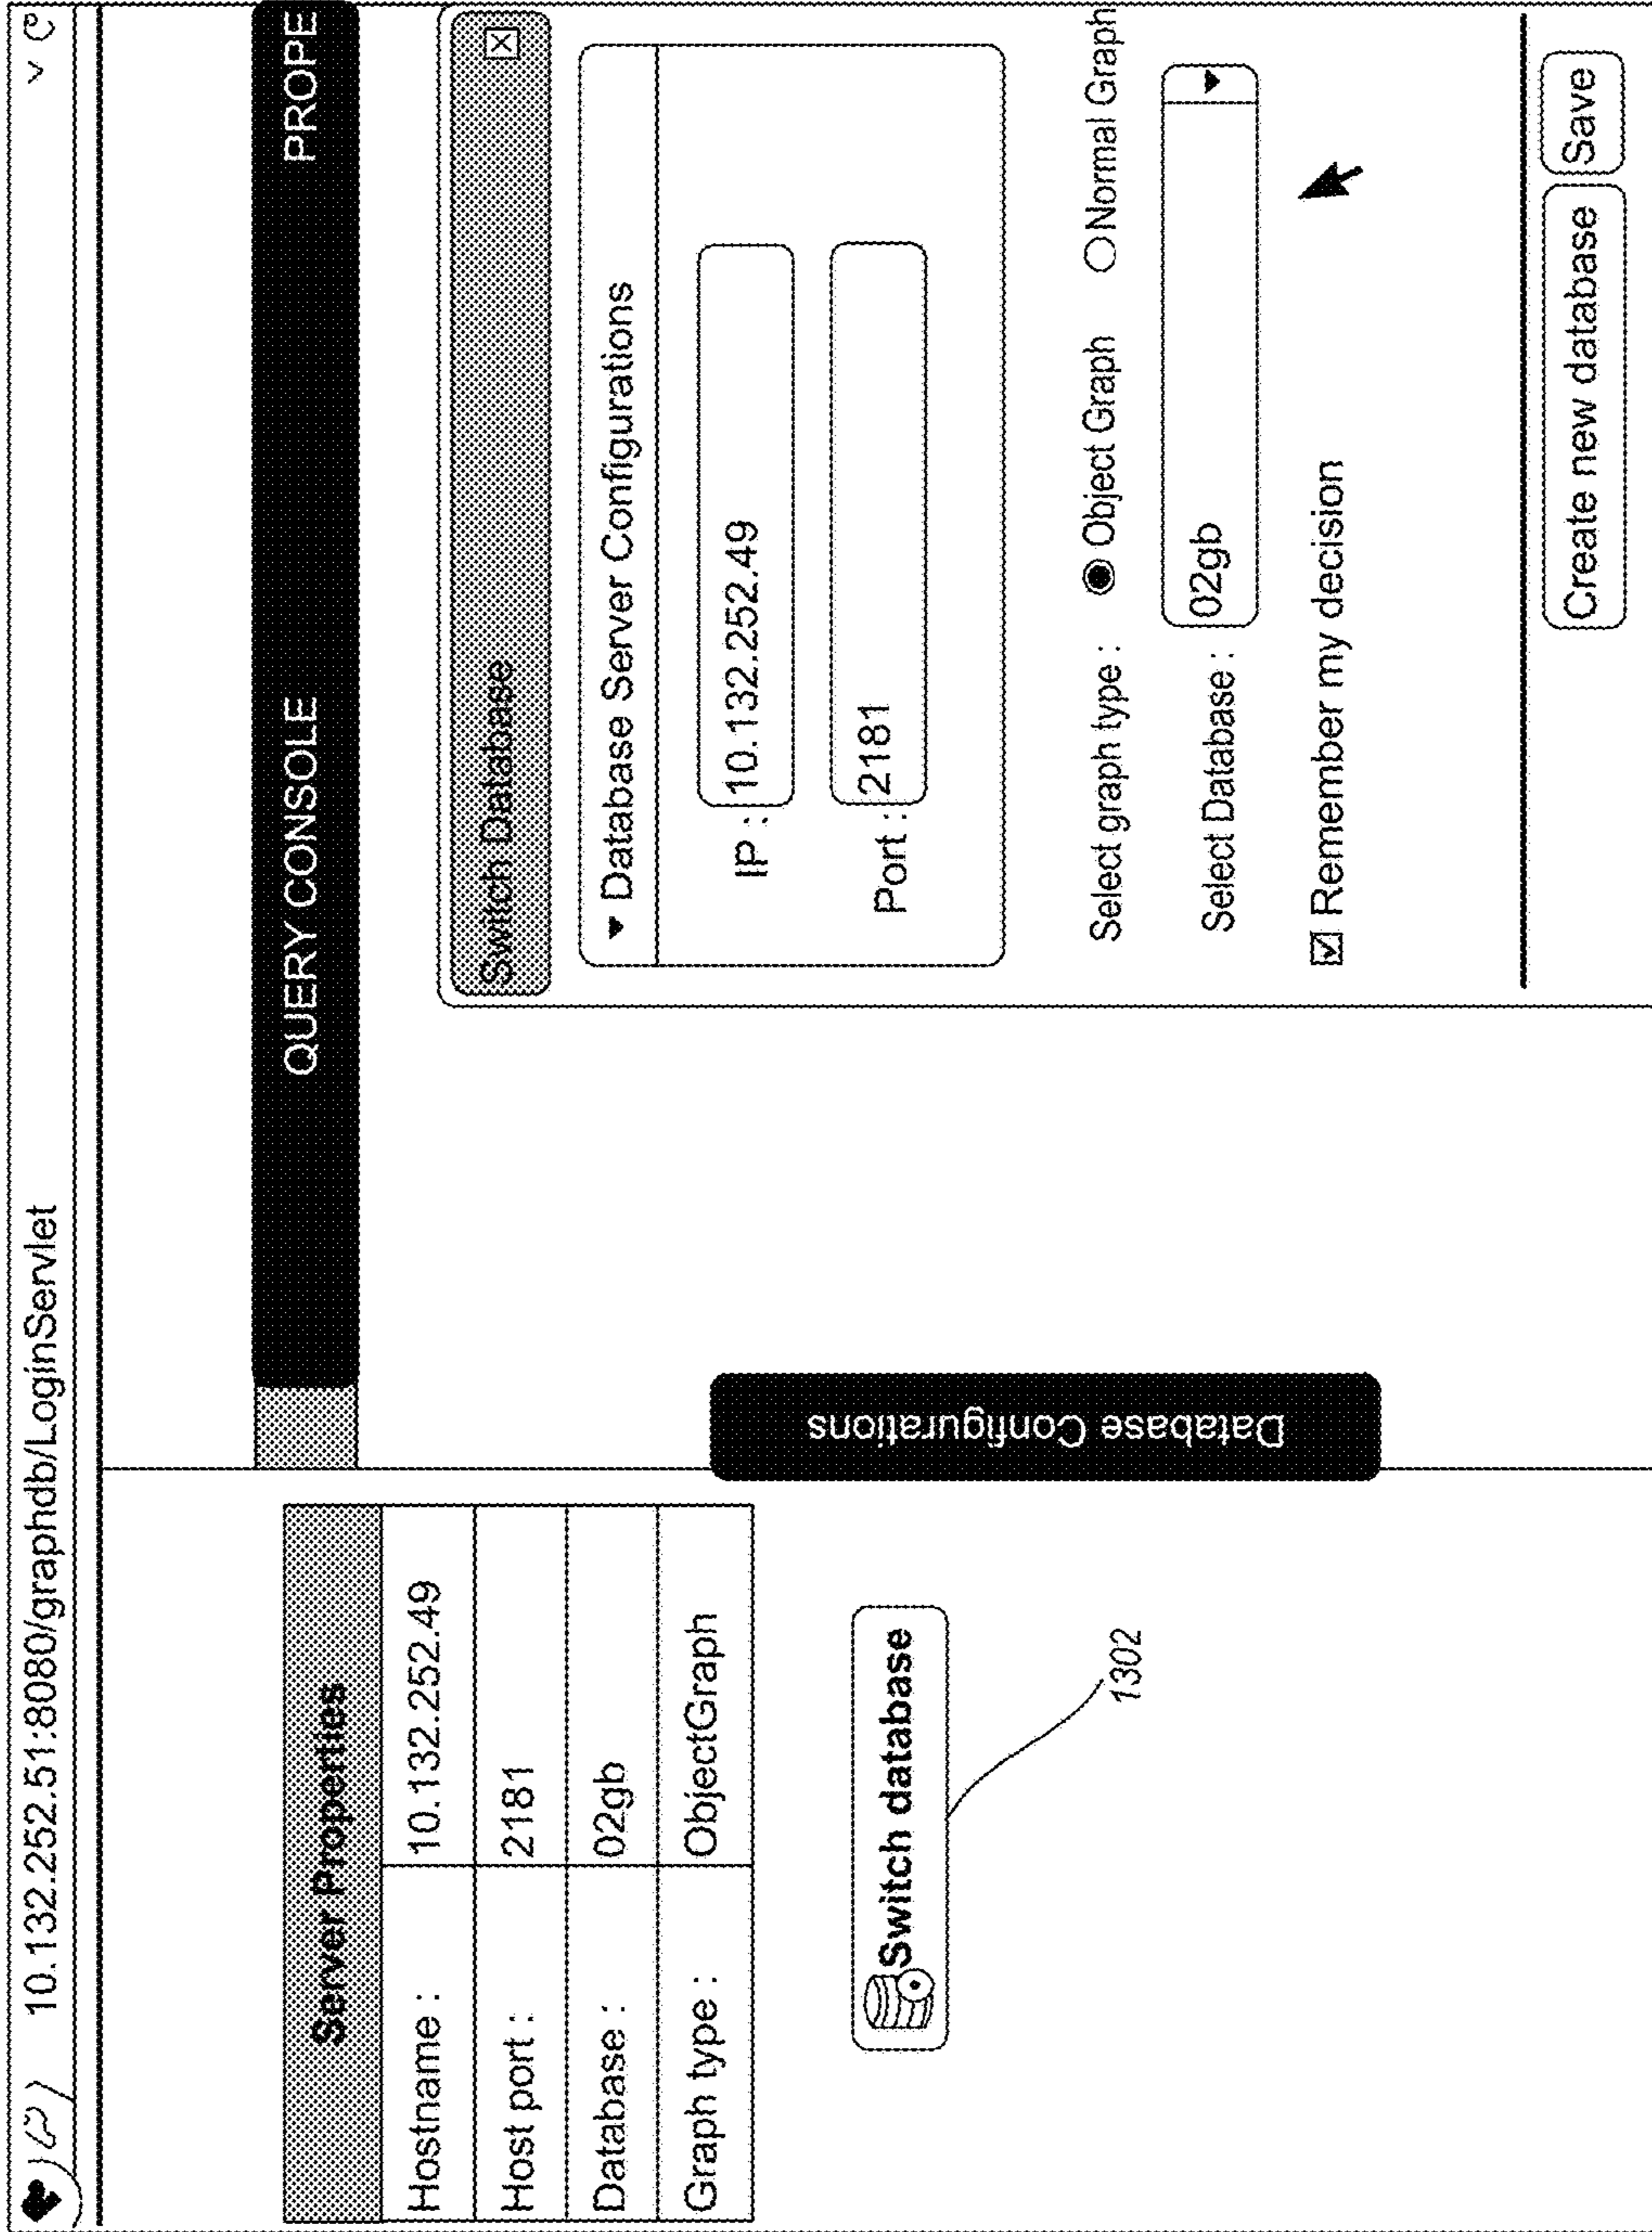 10.132.252.51:8080/graphdb/LoginServlet
QUERY CONSOLE PROPE
Server Properties
Hostname : 10.132.252.49
Host port : 2181
Database : 02gb
Graph type : ObjectGraph
Switch database
1302
Database Configurations
Switch Database
Database Server Configurations
IP : 10.132.252.49
Port : 2181
Select graph type : Object Graph Normal Graph
Select Database : 02gb
Remember my decision
Create new database Save